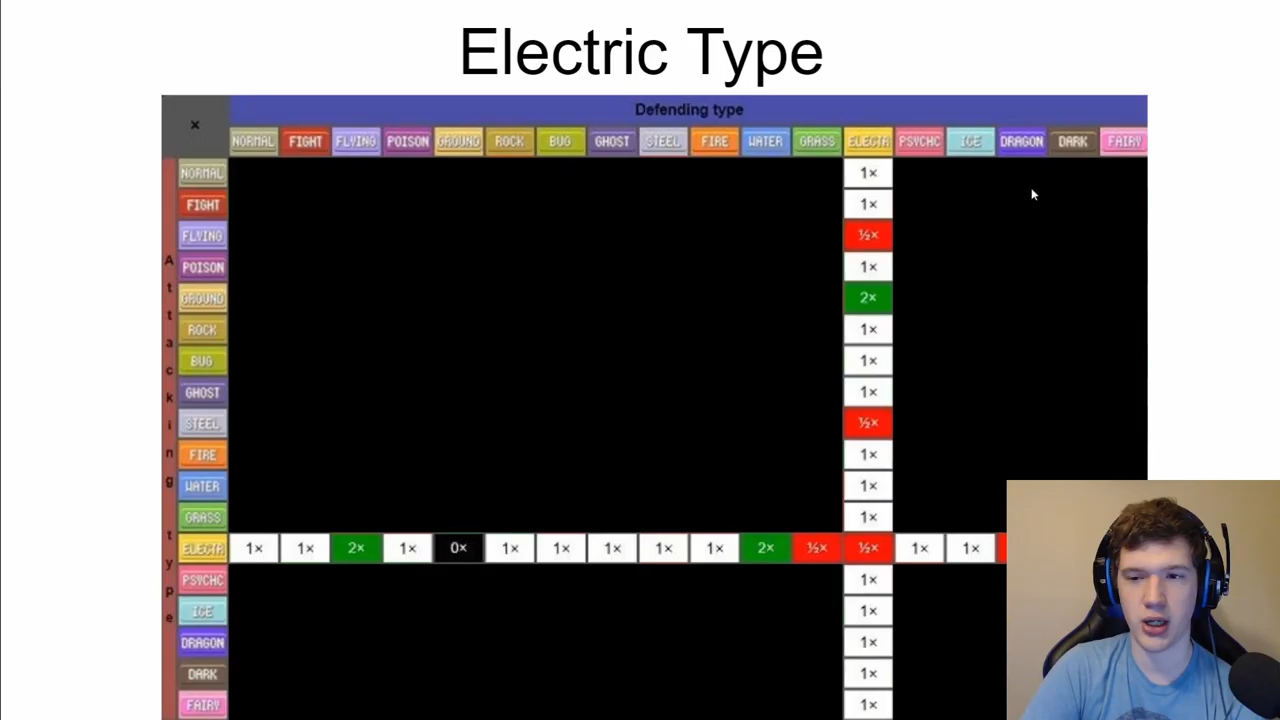 Electric Type
Defending type
×
NORMAL FIGHT FLYING POISON GROUND ROCK BUG GHOST STEEL FIRE WATER GRASS ELECTR PSYCHC ICE DRAGON DARK FAIRY
Attacking type
NORMAL 1×
FIGHT 1×
FLYING ½×
POISON 1×
GROUND 2×
ROCK 1×
BUG 1×
GHOST 1×
STEEL ½×
FIRE 1×
WATER 1×
GRASS 1×
ELECTR 1× 1× 2× 1× 0× 1× 1× 1× 1× 1× 2× ½× ½× 1× 1×
PSYCHC 1×
ICE 1×
DRAGON 1×
DARK 1×
FAIRY 1×